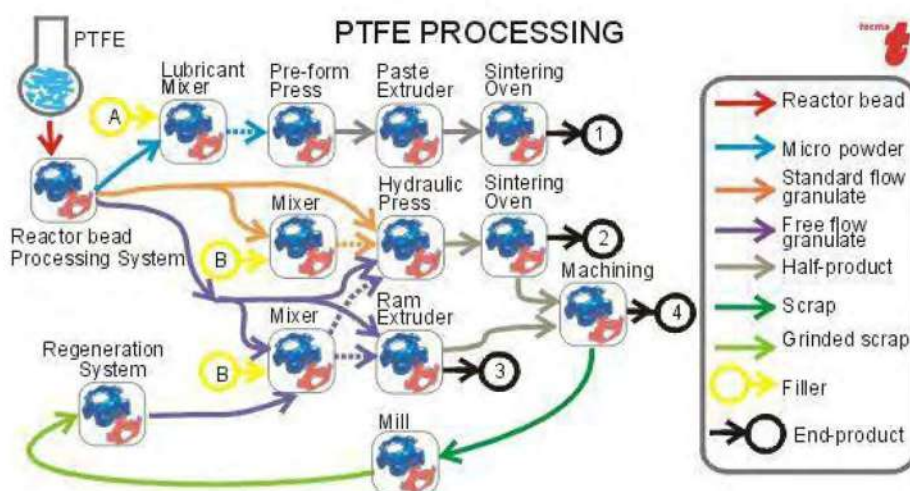 PTFE PROCESSING
tecma
t
PTFE
Lubricant
Mixer
Pre-form
Press
Paste
Extruder
Sintering
Oven
A
1
Reactor bead
Processing System
Mixer
Hydraulic
Press
Sintering
Oven
B
2
Machining
4
Mixer
Ram
Extruder
B
3
Regeneration
System
Mill
Reactor bead
Micro powder
Standard flow
granulate
Free flow
granulate
Half-product
Scrap
Grinded scrap
Filler
End-product